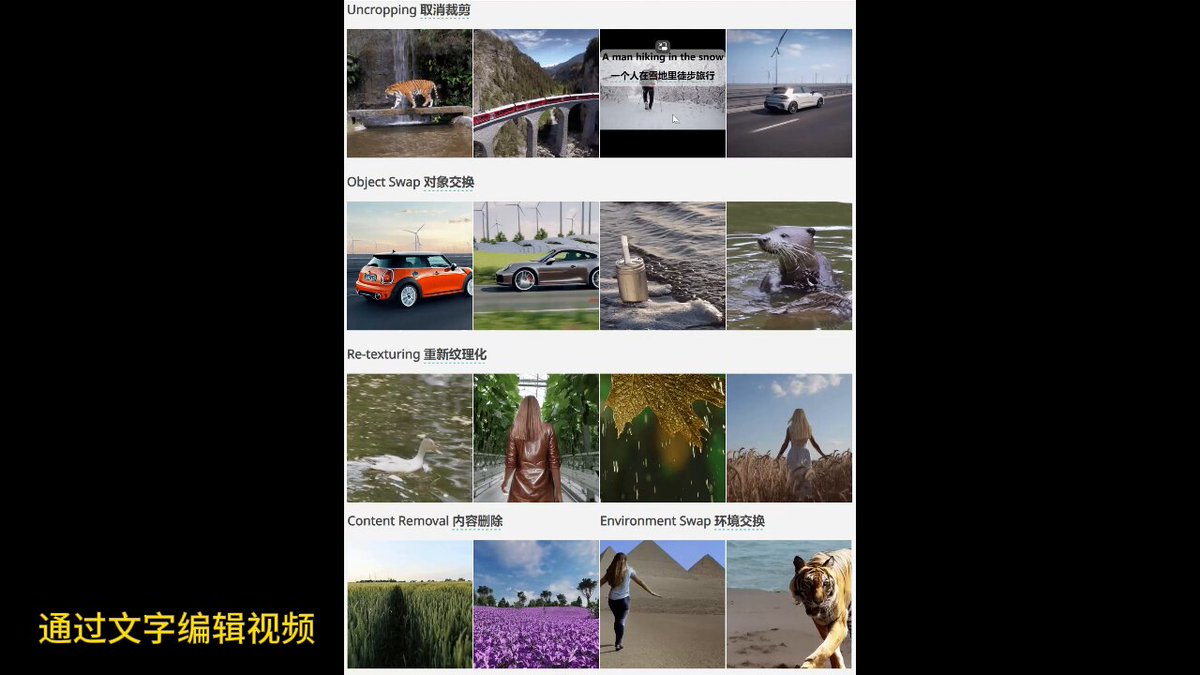 Uncropping 取消裁剪
A man hiking in the snow
一个人在雪地里徒步旅行
Object Swap 对象交换
Re-texturing 重新纹理化
Content Removal 内容删除
Environment Swap 环境交换
通过文字编辑视频